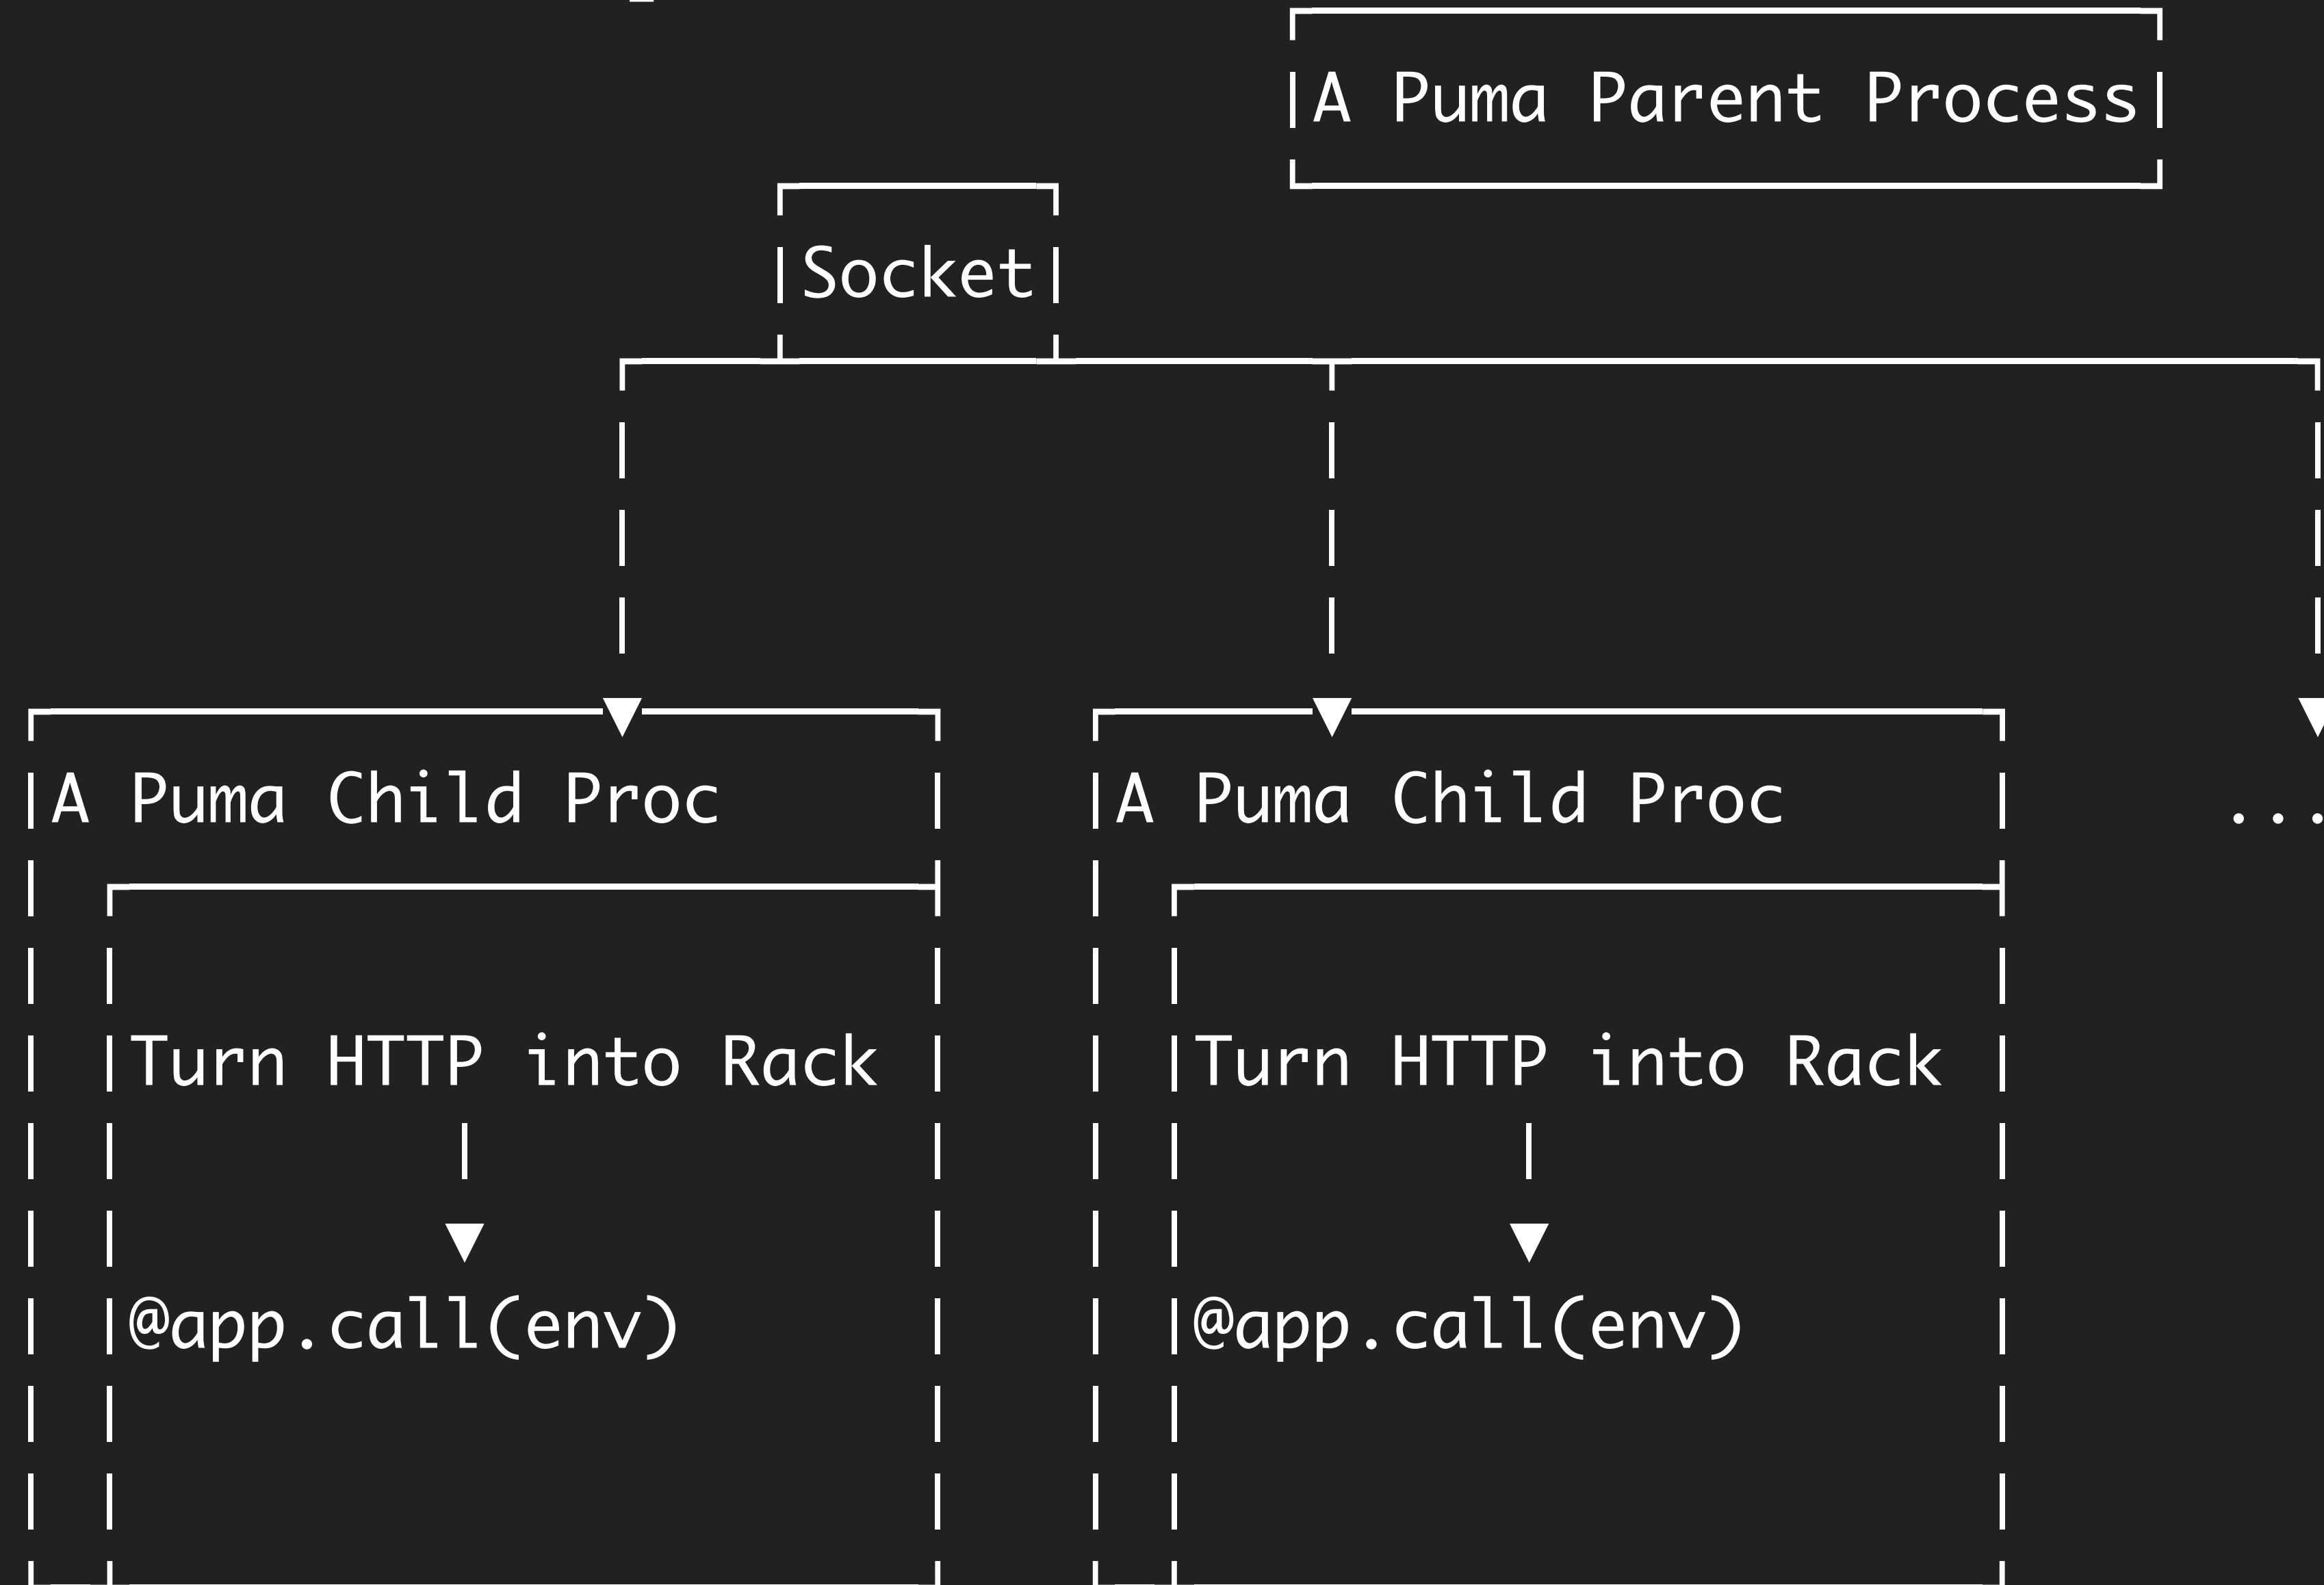 A Puma Parent Process
Socket
A Puma Child Proc
A Puma Child Proc
...
Turn HTTP into Rack
Turn HTTP into Rack
@app.call(env)
@app.call(env)